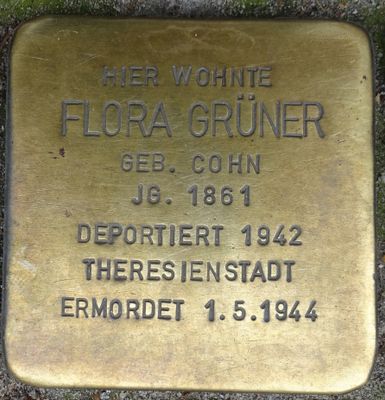 HIER WOHNTE
FLORA GRÜNER
GEB. COHN
JG. 1861
DEPORTIERT 1942
THERESIENSTADT
ERMORDET 1.5.1944